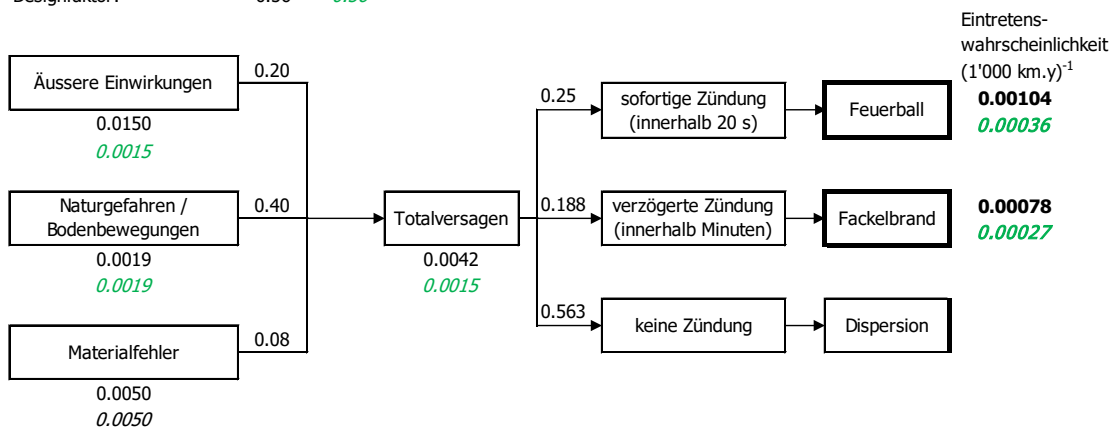 Eintretens-
wahrscheinlichkeit
(1'000 km.y)⁻¹
Äussere Einwirkungen
0.20
0.0150
0.0015
Naturgefahren /
Bodenbewegungen
0.40
0.0019
0.0019
Materialfehler
0.08
0.0050
0.0050
Totalversagen
0.0042
0.0015
0.25
sofortige Zündung
(innerhalb 20 s)
Feuerball
0.00104
0.00036
0.188
verzögerte Zündung
(innerhalb Minuten)
Fackelbrand
0.00078
0.00027
0.563
keine Zündung
Dispersion